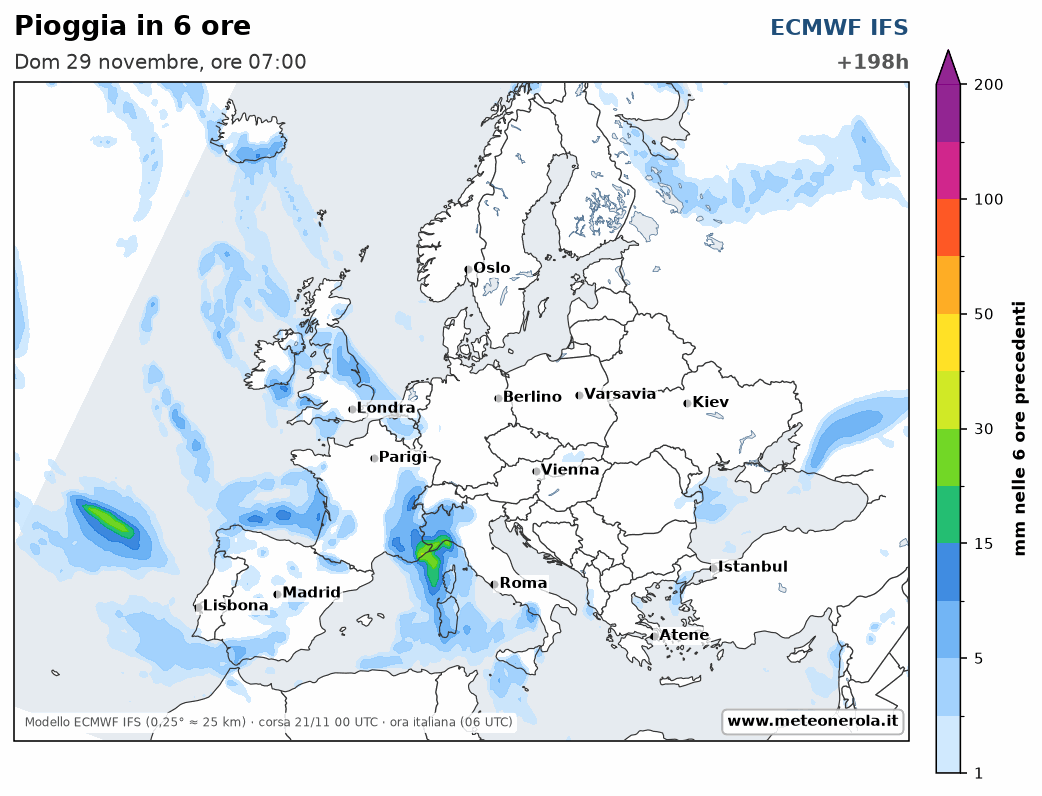 Pioggia in 6 ore
ECMWF IFS
Dom 29 novembre, ore 07:00
+198h
200
100
50
30
15
5
1
mm nelle 6 ore precedenti
Oslo
Berlino
Varsavia
Kiev
Londra
Parigi
Vienna
Istanbul
Roma
Madrid
Lisbona
Atene
Modello ECMWF IFS (0,25° ≈ 25 km) · corsa 21/11 00 UTC · ora italiana (06 UTC)
www.meteonerola.it